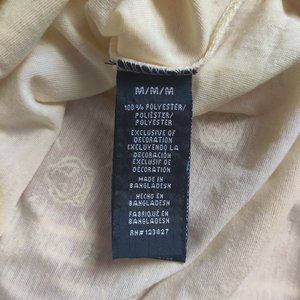 M/M/M
100% POLYESTER/
POLIÉSTER/
POLYESTER
EXCLUSIVE OF
DECORATION
EXCLUYENDO LA
DECORACIÓN
EXCLUSIF DE
DÉCORATION
MADE IN
BANGLADESH
HECHO EN
BANGLADESH
FABRIQUÉ EN
BANGLADESH
RN#123827